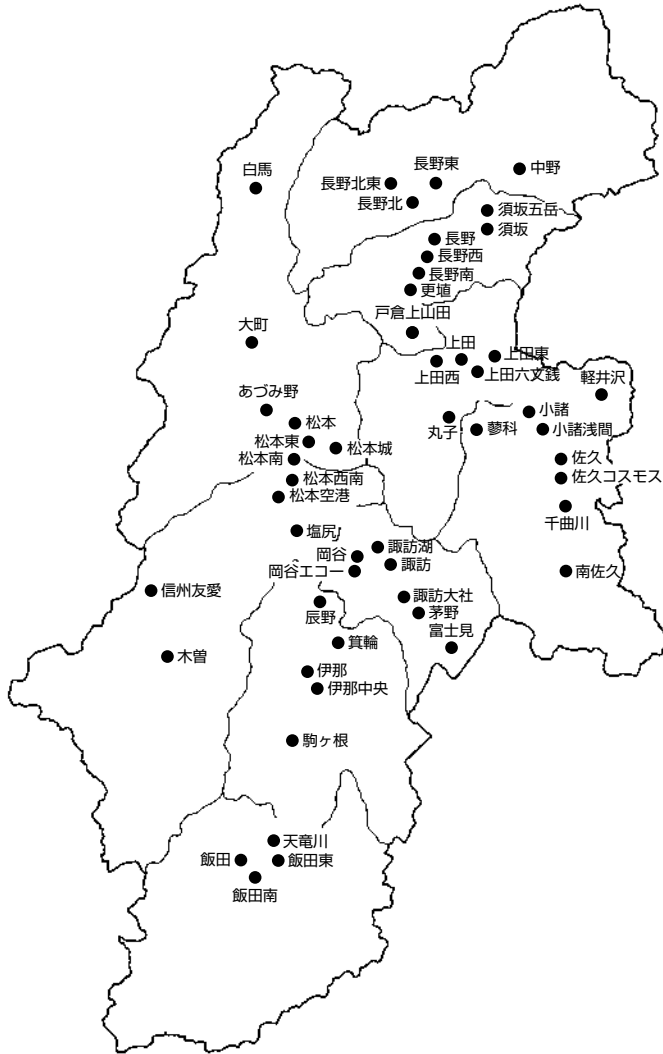 白馬
長野東
中野
長野北東
長野北
須坂五岳
須坂
長野
長野西
長野南
更埴
戸倉上山田
大町
上田
上田東
上田西
上田六文銭
軽井沢
あづみ野
松本
小諸
丸子
蓼科
小諸浅間
松本東
松本城
松本南
佐久
松本西南
佐久コスモス
松本空港
千曲川
塩尻
諏訪湖
岡谷
諏訪
岡谷エコー
南佐久
信州友愛
諏訪大社
辰野
茅野
富士見
箕輪
木曽
伊那
伊那中央
駒ヶ根
天竜川
飯田
飯田東
飯田南